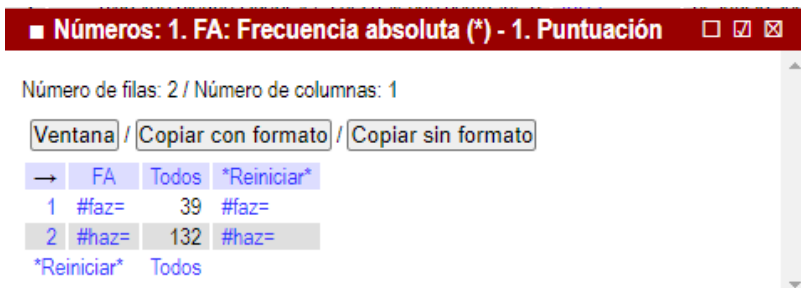 ■ Números: 1. FA: Frecuencia absoluta (*) - 1. Puntuación □ ☑ ☒
Número de filas: 2 / Número de columnas: 1
Ventana / Copiar con formato / Copiar sin formato
→ FA Todos *Reiniciar*
1 #faz= 39 #faz=
2 #haz= 132 #haz=
*Reiniciar* Todos